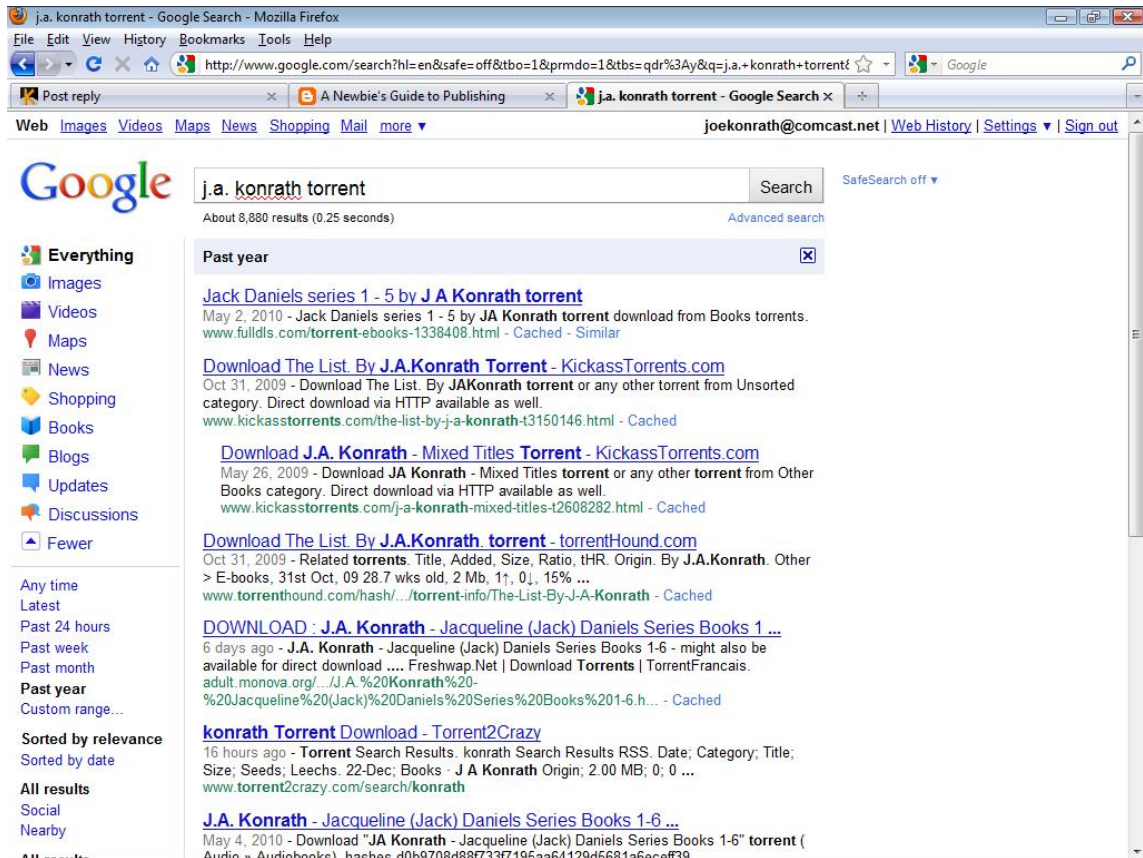 j.a. konrath torrent - Google Search - Mozilla Firefox
File Edit View History Bookmarks Tools Help
http://www.google.com/search?hl=en&safe=off&tbo=1&prmdo=1&tbs=qdr%3Ay&q=j.a.+konrath+torrent& Google
Post reply A Newbie's Guide to Publishing j.a. konrath torrent - Google Search
Web Images Videos Maps News Shopping Mail more ▼ joekonrath@comcast.net | Web History | Settings ▼ | Sign out
Google j.a. konrath torrent Search SafeSearch off ▼
About 8,880 results (0.25 seconds) Advanced search
Everything
Images
Videos
Maps
News
Shopping
Books
Blogs
Updates
Discussions
Fewer
Any time
Latest
Past 24 hours
Past week
Past month
Past year
Custom range...
Sorted by relevance
Sorted by date
All results
Social
Nearby
All results
Past year
Jack Daniels series 1 - 5 by J A Konrath torrent
May 2, 2010 - Jack Daniels series 1 - 5 by JA Konrath torrent download from Books torrents.
www.fulldls.com/torrent-ebooks-1338408.html - Cached - Similar
Download The List. By J.A.Konrath Torrent - KickassTorrents.com
Oct 31, 2009 - Download The List. By JAKonrath torrent or any other torrent from Unsorted
category. Direct download via HTTP available as well.
www.kickasstorrents.com/the-list-by-j-a-konrath-t3150146.html - Cached
Download J.A. Konrath - Mixed Titles Torrent - KickassTorrents.com
May 26, 2009 - Download JA Konrath - Mixed Titles torrent or any other torrent from Other
Books category. Direct download via HTTP available as well.
www.kickasstorrents.com/j-a-konrath-mixed-titles-t2608282.html - Cached
Download The List. By J.A.Konrath. torrent - torrentHound.com
Oct 31, 2009 - Related torrents. Title, Added, Size, Ratio, tHR. Origin. By J.A.Konrath. Other
> E-books, 31st Oct, 09 28.7 wks old, 2 Mb, 1↑, 0↓, 15% ...
www.torrenthound.com/hash/.../torrent-info/The-List-By-J-A-Konrath - Cached
DOWNLOAD : J.A. Konrath - Jacqueline (Jack) Daniels Series Books 1 ...
6 days ago - J.A. Konrath - Jacqueline (Jack) Daniels Series Books 1-6 - might also be
available for direct download .... Freshwap.Net | Download Torrents | TorrentFrancais.
adult.monova.org/.../J.A.%20Konrath%20-
%20Jacqueline%20(Jack)%20Daniels%20Series%20Books%201-6.h... - Cached
konrath Torrent Download - Torrent2Crazy
16 hours ago - Torrent Search Results. konrath Search Results RSS. Date; Category; Title;
Size; Seeds; Leechs. 22-Dec; Books · J A Konrath Origin; 2.00 MB; 0; 0 ...
www.torrent2crazy.com/search/konrath
J.A. Konrath - Jacqueline (Jack) Daniels Series Books 1-6 ...
May 4, 2010 - Download "JA Konrath - Jacqueline (Jack) Daniels Series Books 1-6" torrent (
Audio » Audiobooks). hashes